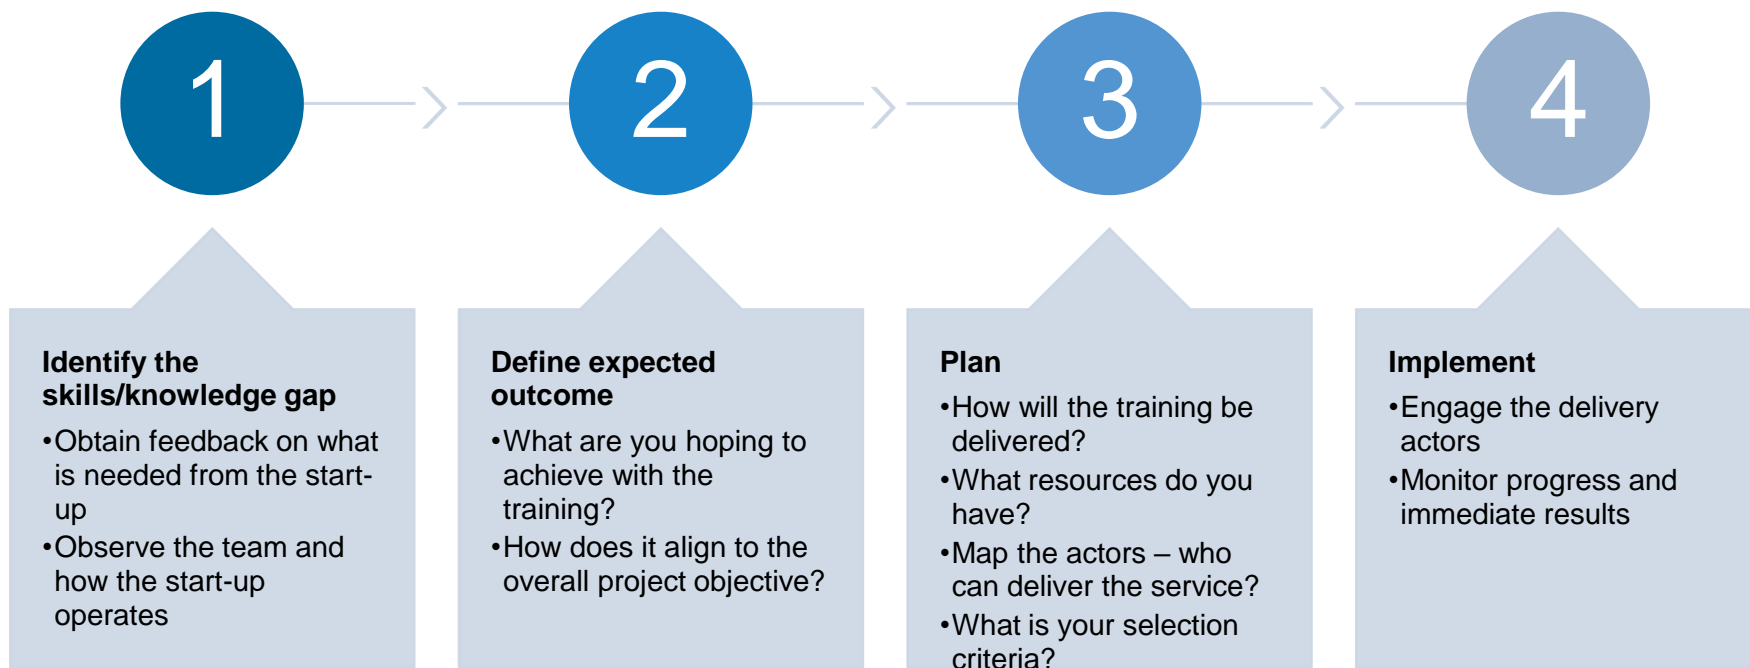 1
2
3
4
Identify the
skills/knowledge gap
•Obtain feedback on what
is needed from the start-
up
•Observe the team and
how the start-up
operates
Define expected
outcome
•What are you hoping to
achieve with the
training?
•How does it align to the
overall project objective?
Plan
•How will the training be
delivered?
•What resources do you
have?
•Map the actors – who
can deliver the service?
•What is your selection
criteria?
Implement
•Engage the delivery
actors
•Monitor progress and
immediate results